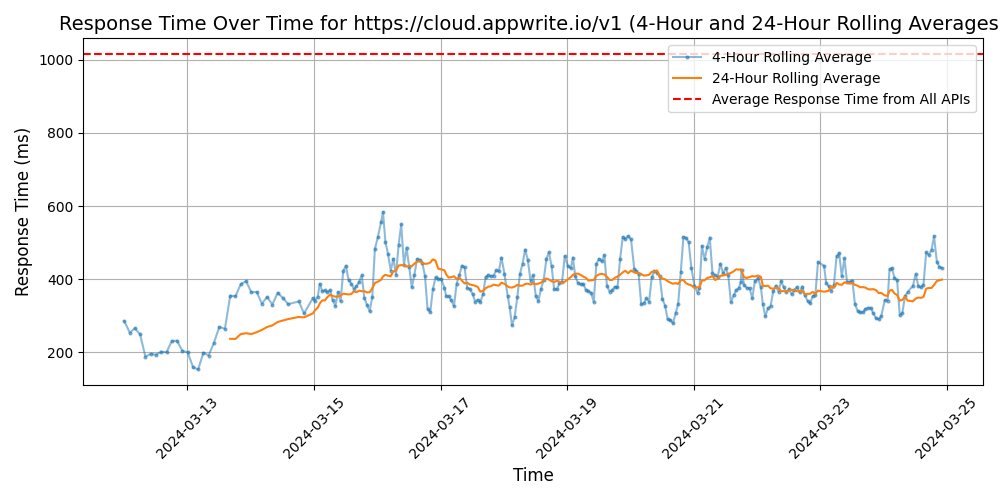 Response Time Over Time for https://cloud.appwrite.io/v1 (4-Hour and 24-Hour Rolling Averages
4-Hour Rolling Average
24-Hour Rolling Average
Average Response Time from All APIs
Response Time (ms)
1000
800
600
400
200
2024-03-13
2024-03-15
2024-03-17
2024-03-19
2024-03-21
2024-03-23
2024-03-25
Time